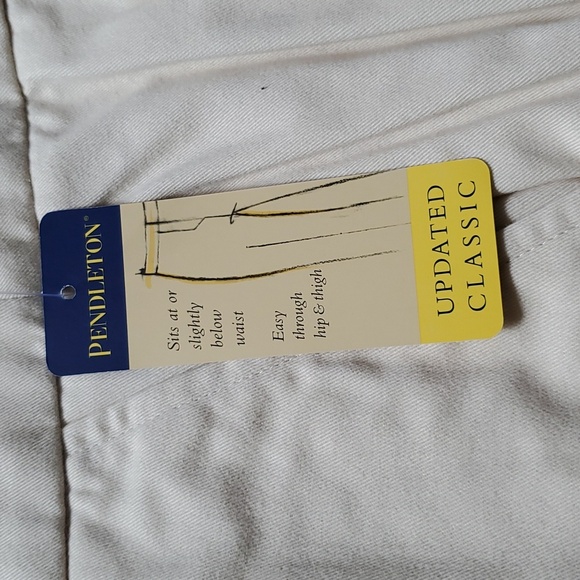 PENDLETON®
Sits at or
slightly
below
waist
Easy
through
hip & thigh
UPDATED
CLASSIC